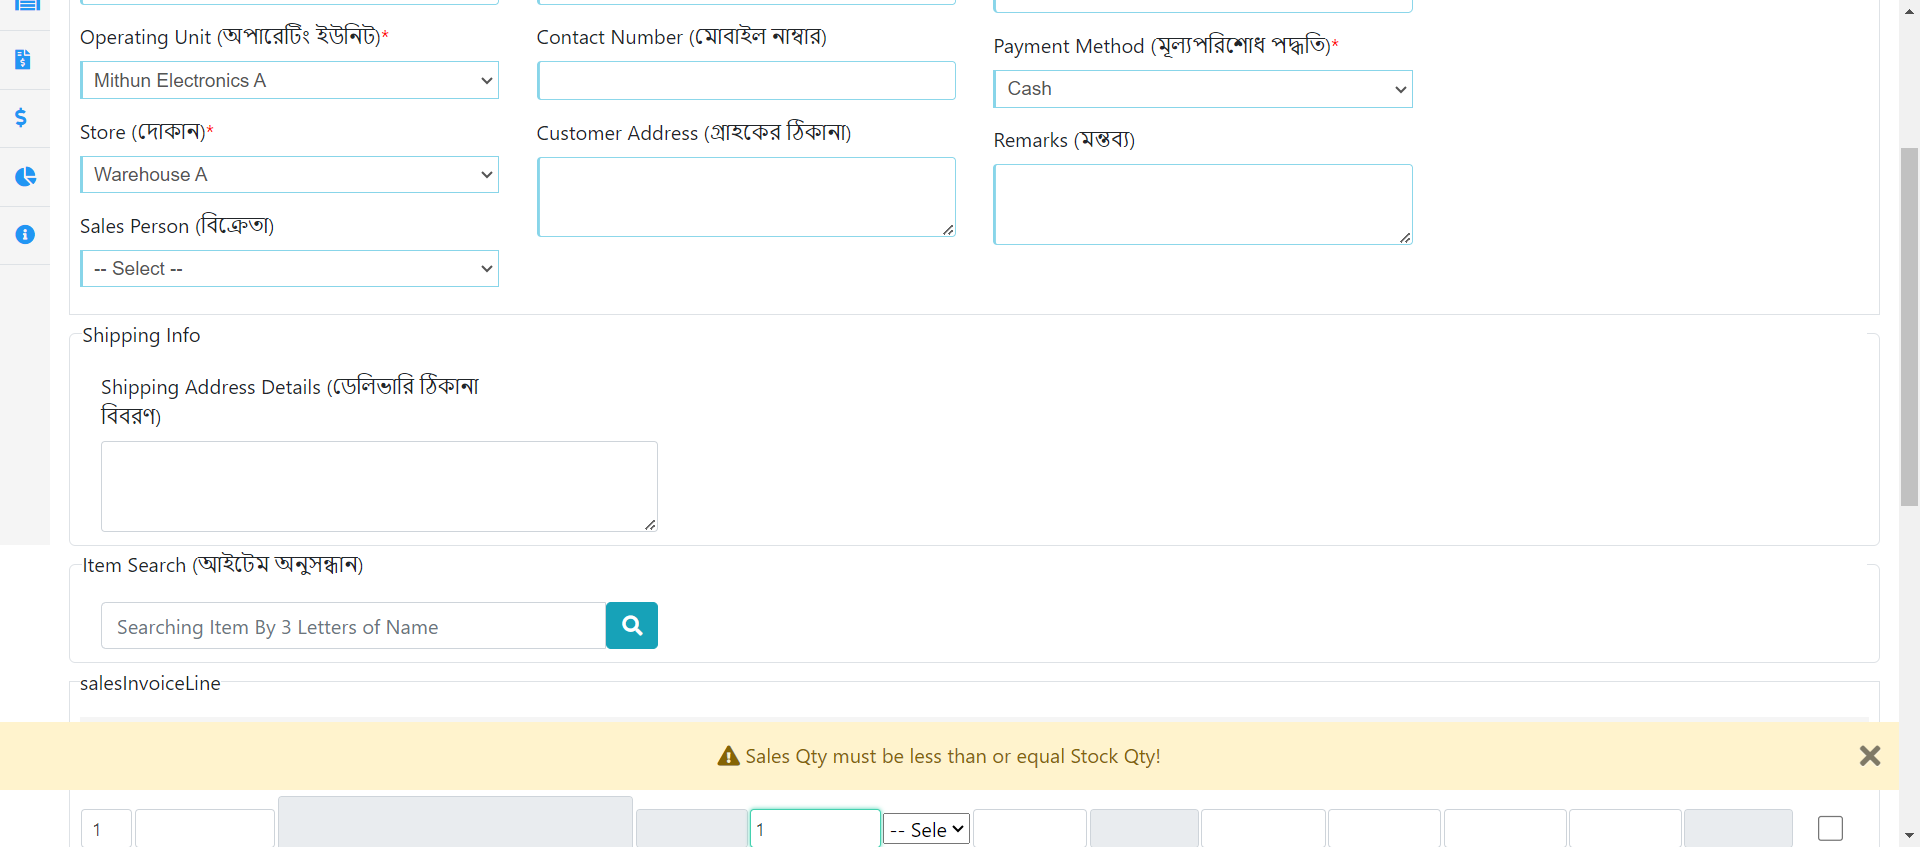 Operating Unit (অপারেটিং ইউনিট)*
Mithun Electronics A
Store (দোকান)*
Warehouse A
Sales Person (বিক্রেতা)
-- Select --
Contact Number (মোবাইল নাম্বার)
Customer Address (গ্রাহকের ঠিকানা)
Payment Method (মূল্যপরিশোধ পদ্ধতি)*
Cash
Remarks (মন্তব্য)
Shipping Info
Shipping Address Details (ডেলিভারি ঠিকানা
বিবরণ)
Item Search (আইটেম অনুসন্ধান)
Searching Item By 3 Letters of Name
salesInvoiceLine
Sales Qty must be less than or equal Stock Qty!
1 1 -- Sele